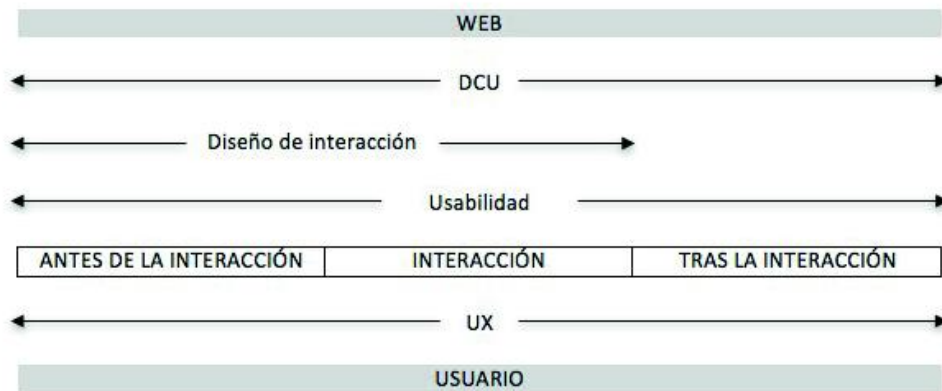 WEB
DCU
Diseño de interacción
Usabilidad
ANTES DE LA INTERACCIÓN INTERACCIÓN TRAS LA INTERACCIÓN
UX
USUARIO